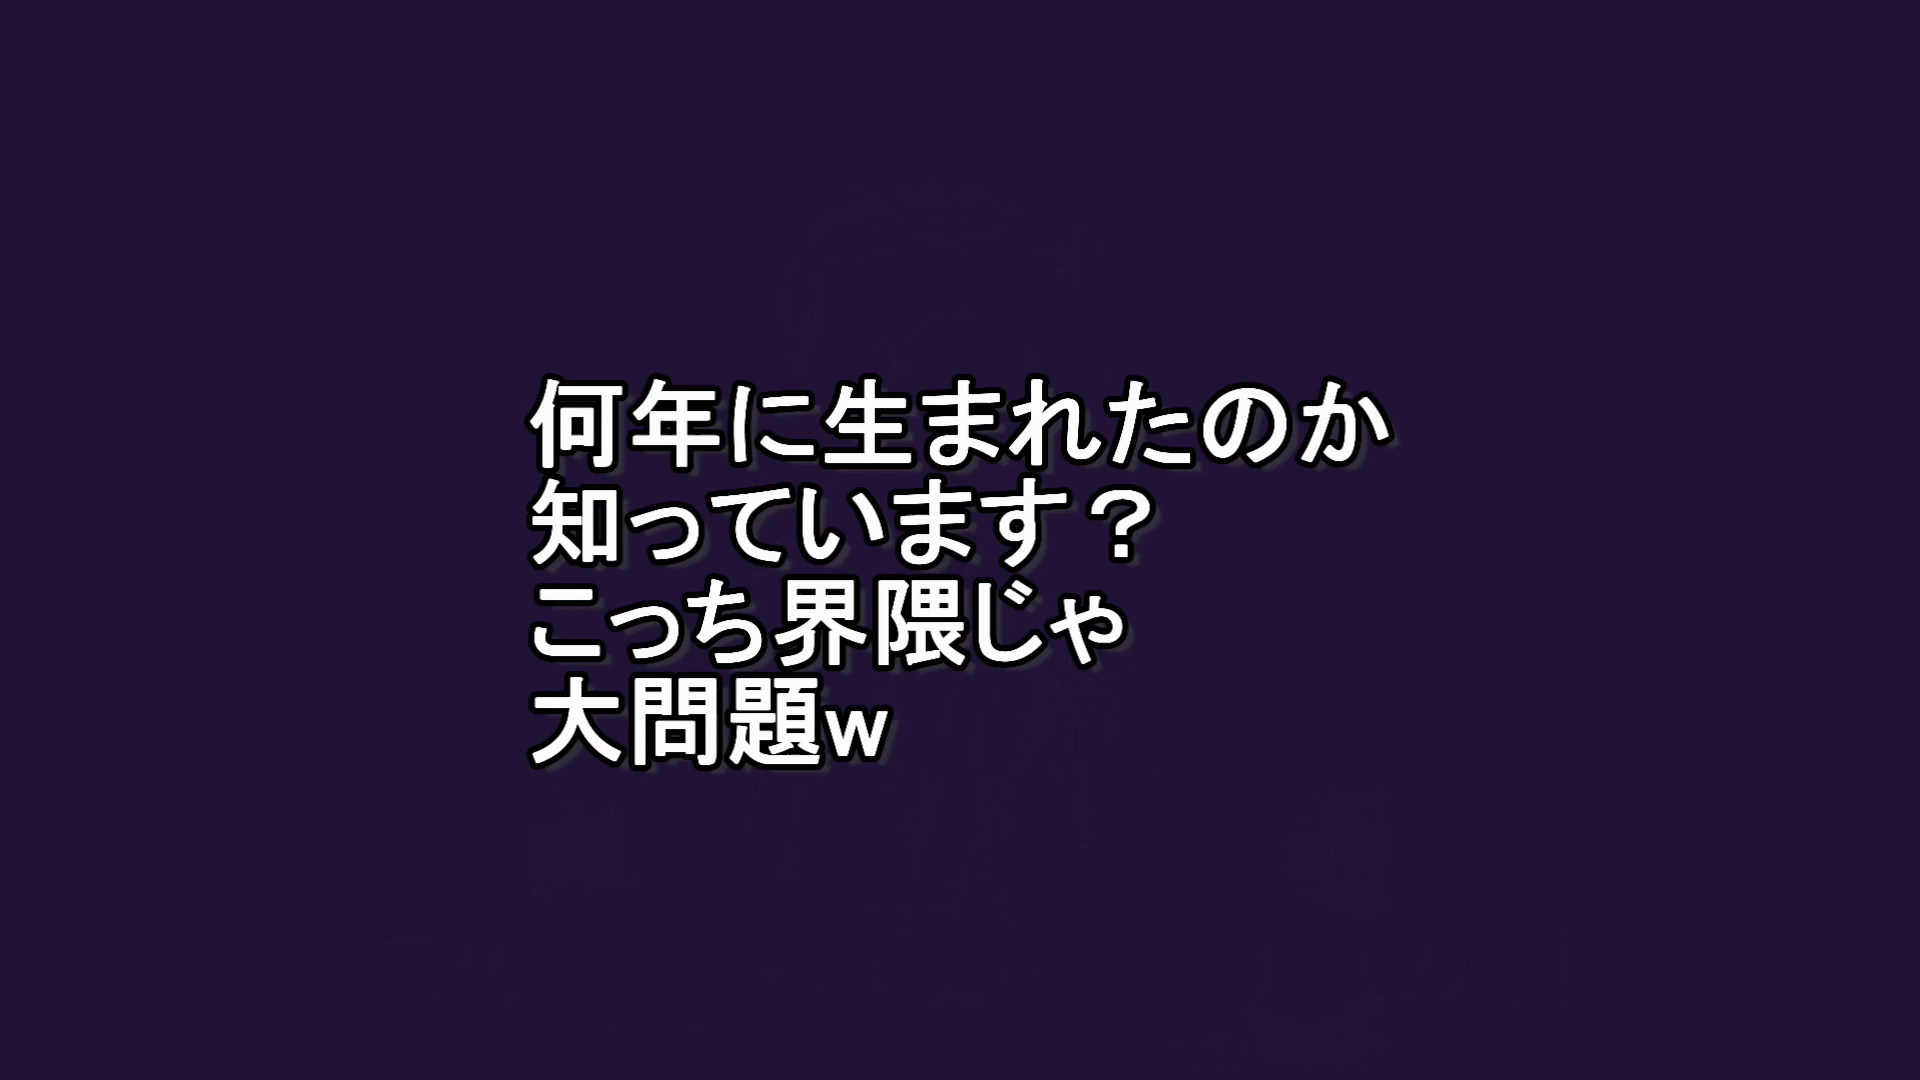 何年に生まれたのか
知っています？
こっち界隈じゃ
大問題w